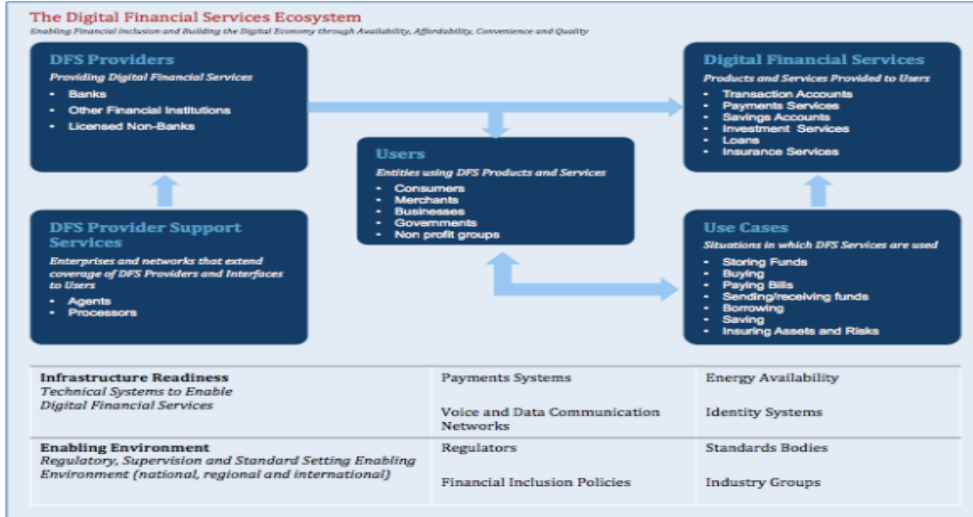 The Digital Financial Services Ecosystem
Enabling Financial Inclusion and Building the Digital Economy through Availability, Affordability, Convenience and Quality
DFS Providers
Providing Digital Financial Services
• Banks
• Other Financial Institutions
• Licensed Non-Banks
Digital Financial Services
Products and Services Provided to Users
• Transaction Accounts
• Payments Services
• Savings Accounts
• Investment Services
• Loans
• Insurance Services
Users
Entities using DFS Products and Services
• Consumers
• Merchants
• Businesses
• Governments
• Non profit groups
DFS Provider Support
Services
Enterprises and networks that extend
coverage of DFS Providers and Interfaces
to Users
• Agents
• Processors
Use Cases
Situations in which DFS Services are used
• Storing Funds
• Buying
• Paying Bills
• Sending/receiving funds
• Borrowing
• Saving
• Insuring Assets and Risks
Infrastructure Readiness
Technical Systems to Enable
Digital Financial Services
Payments Systems
Voice and Data Communication
Networks
Energy Availability
Identity Systems
Enabling Environment
Regulatory, Supervision and Standard Setting Enabling
Environment (national, regional and international)
Regulators
Financial Inclusion Policies
Standards Bodies
Industry Groups